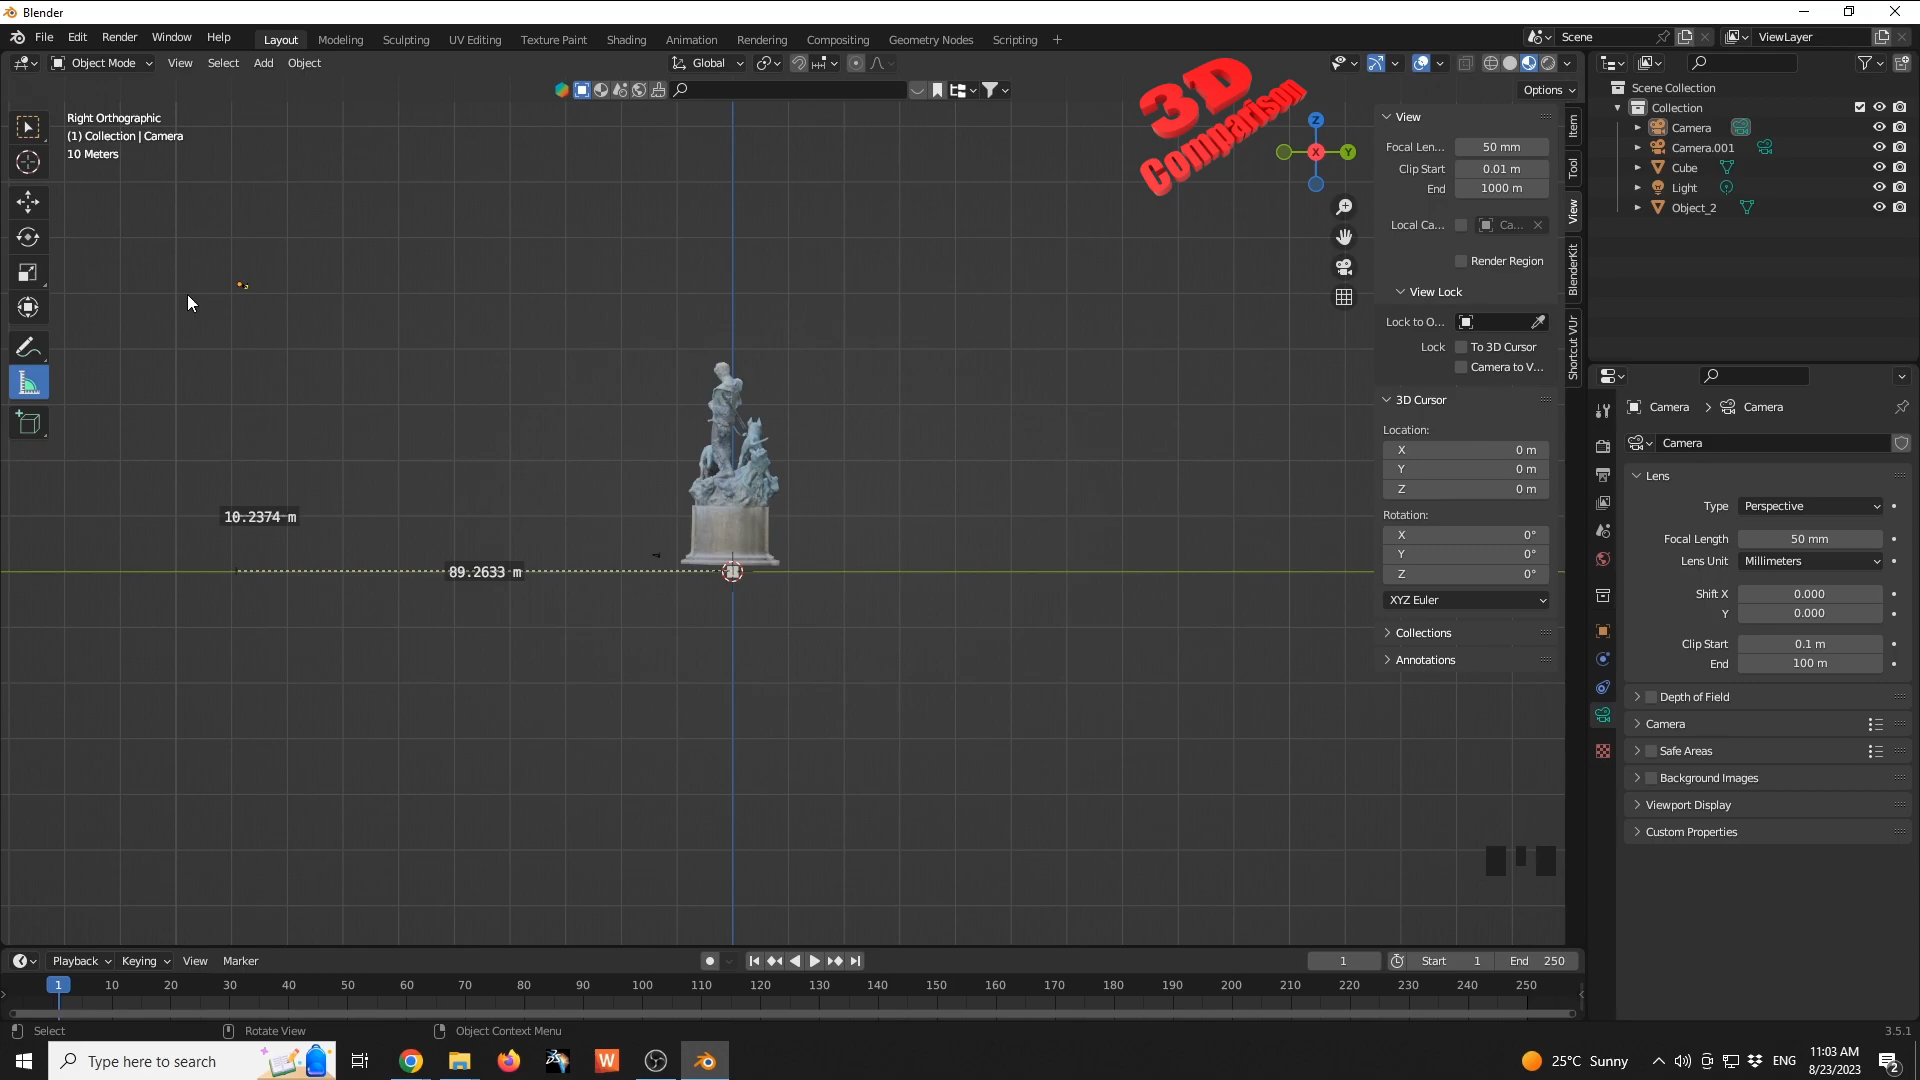 Blender
File Edit Render Window Help
Layout Modeling Sculpting UV Editing Texture Paint Shading Animation Rendering Compositing Geometry Nodes Scripting +
Scene
ViewLayer
Object Mode View Select Add Object
Global
Options
3D
Comparison
Right Orthographic
(1) Collection | Camera
10 Meters
Z
X
Y
10.2374 m
89.2633 m
View
Focal Len... 50 mm
Clip Start 0.01 m
End 1000 m
Local Ca... Ca...
Render Region
View Lock
Lock to O...
Lock To 3D Cursor
Camera to V...
3D Cursor
Location:
X 0 m
Y 0 m
Z 0 m
Rotation:
X 0°
Y 0°
Z 0°
XYZ Euler
Collections
Annotations
Item
Tool
View
BlenderKit
Shortcut VUr
Scene Collection
Collection
Camera
Camera.001
Cube
Light
Object_2
Camera > Camera
Camera
Lens
Type Perspective
Focal Length 50 mm
Lens Unit Millimeters
Shift X 0.000
Y 0.000
Clip Start 0.1 m
End 100 m
Depth of Field
Camera
Safe Areas
Background Images
Viewport Display
Custom Properties
Playback Keying View Marker
1 Start 1 End 250
1 10 20 30 40 50 60 70 80 90 100 110 120 130 140 150 160 170 180 190 200 210 220 230 240 250
Select Rotate View Object Context Menu
3.5.1
Type here to search
25°C Sunny
ENG
11:03 AM
8/23/2023
2